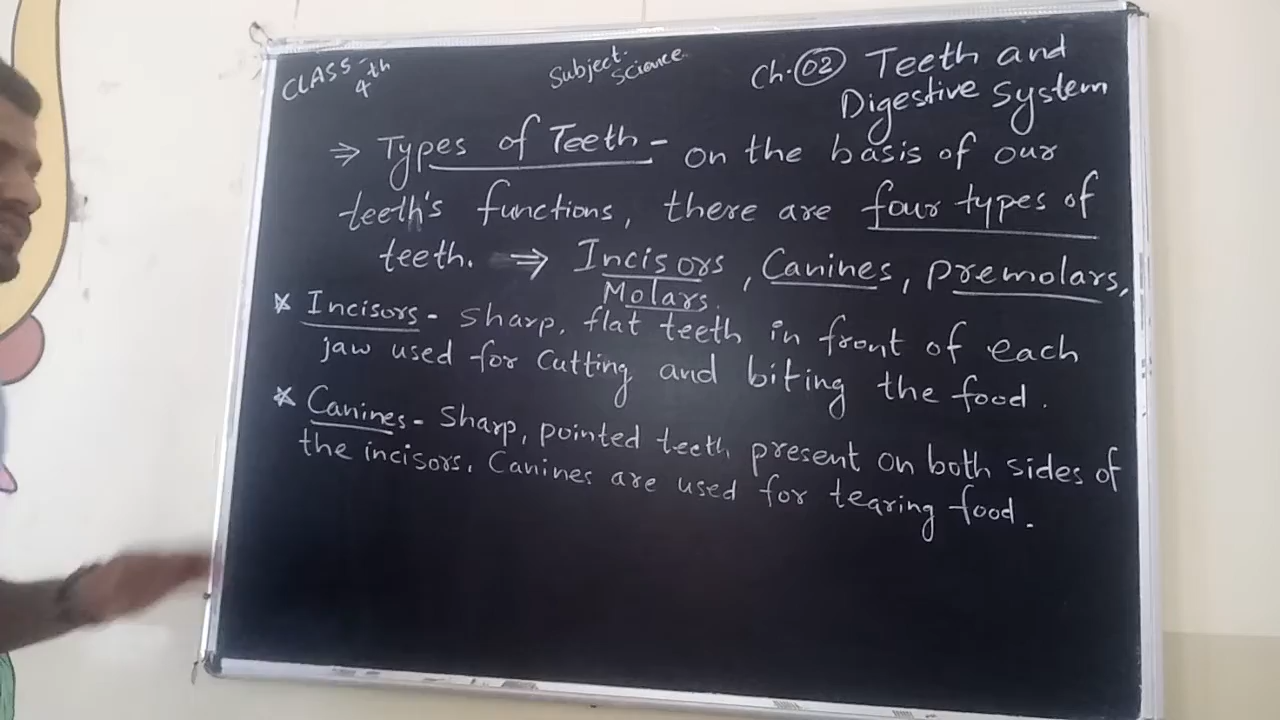 CLASS- 4th
Subject:- Science
Ch. 02 Teeth and
Digestive System
⇒ Types of Teeth - on the basis of our
teeth's functions, there are four types of
teeth. ⇒ Incisors, Canines, Premolars,
Molars.
* Incisors - Sharp, flat teeth in front of each
jaw used for Cutting and biting the food.
* Canines - Sharp, pointed teeth present on both sides of
the incisors. Canines are used for tearing food.